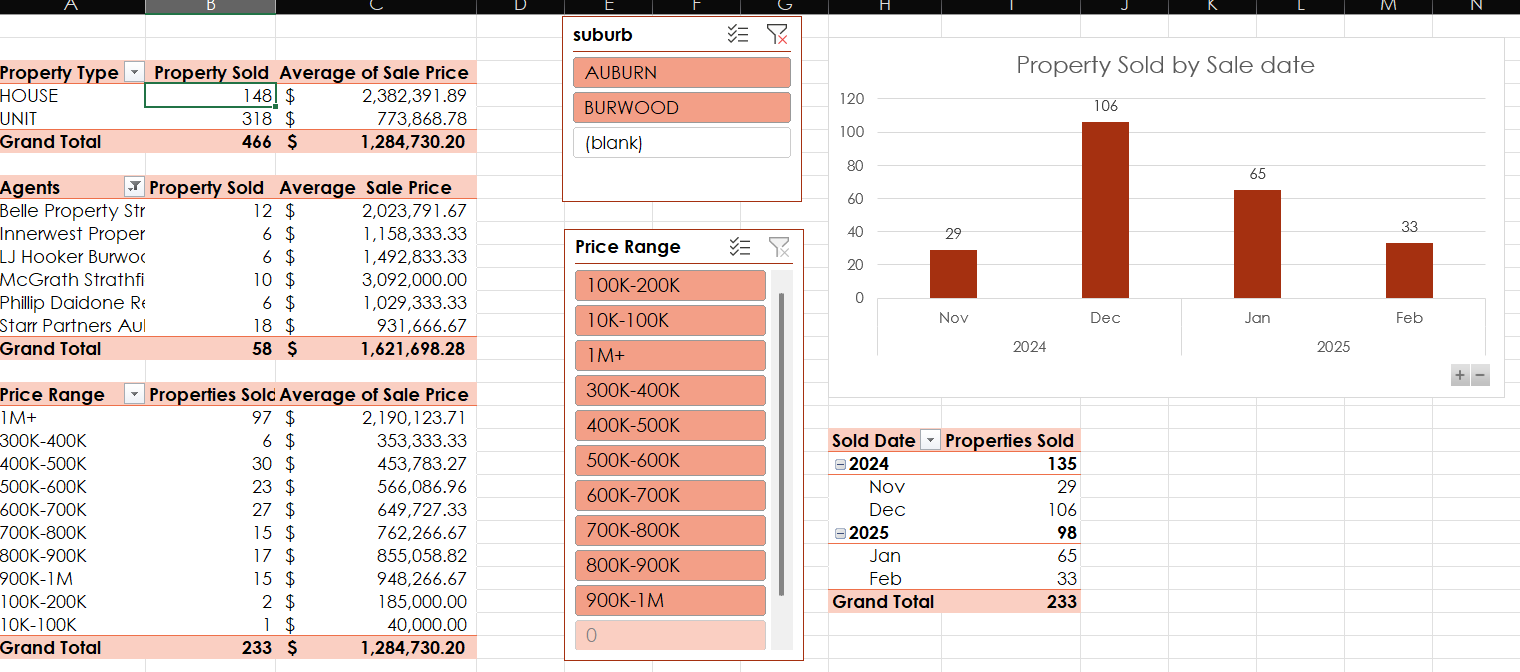 A B C D E F G H I J K L M N
Property Type Property Sold Average of Sale Price
HOUSE 148 $ 2,382,391.89
UNIT 318 $ 773,868.78
Grand Total 466 $ 1,284,730.20
Agents Property Sold Average Sale Price
Belle Property Str 12 $ 2,023,791.67
Innerwest Proper 6 $ 1,158,333.33
LJ Hooker Burwoo 6 $ 1,492,833.33
McGrath Strathfi 10 $ 3,092,000.00
Phillip Daidone Re 6 $ 1,029,333.33
Starr Partners Aul 18 $ 931,666.67
Grand Total 58 $ 1,621,698.28
Price Range Properties Sold Average of Sale Price
1M+ 97 $ 2,190,123.71
300K-400K 6 $ 353,333.33
400K-500K 30 $ 453,783.27
500K-600K 23 $ 566,086.96
600K-700K 27 $ 649,727.33
700K-800K 15 $ 762,266.67
800K-900K 17 $ 855,058.82
900K-1M 15 $ 948,266.67
100K-200K 2 $ 185,000.00
10K-100K 1 $ 40,000.00
Grand Total 233 $ 1,284,730.20
suburb
AUBURN
BURWOOD
(blank)
Price Range
100K-200K
10K-100K
1M+
300K-400K
400K-500K
500K-600K
600K-700K
700K-800K
800K-900K
900K-1M
0
Property Sold by Sale date
120
100
80
60
40
20
0
29 106 65 33
Nov Dec Jan Feb
2024 2025
+ −
Sold Date Properties Sold
2024 135
Nov 29
Dec 106
2025 98
Jan 65
Feb 33
Grand Total 233